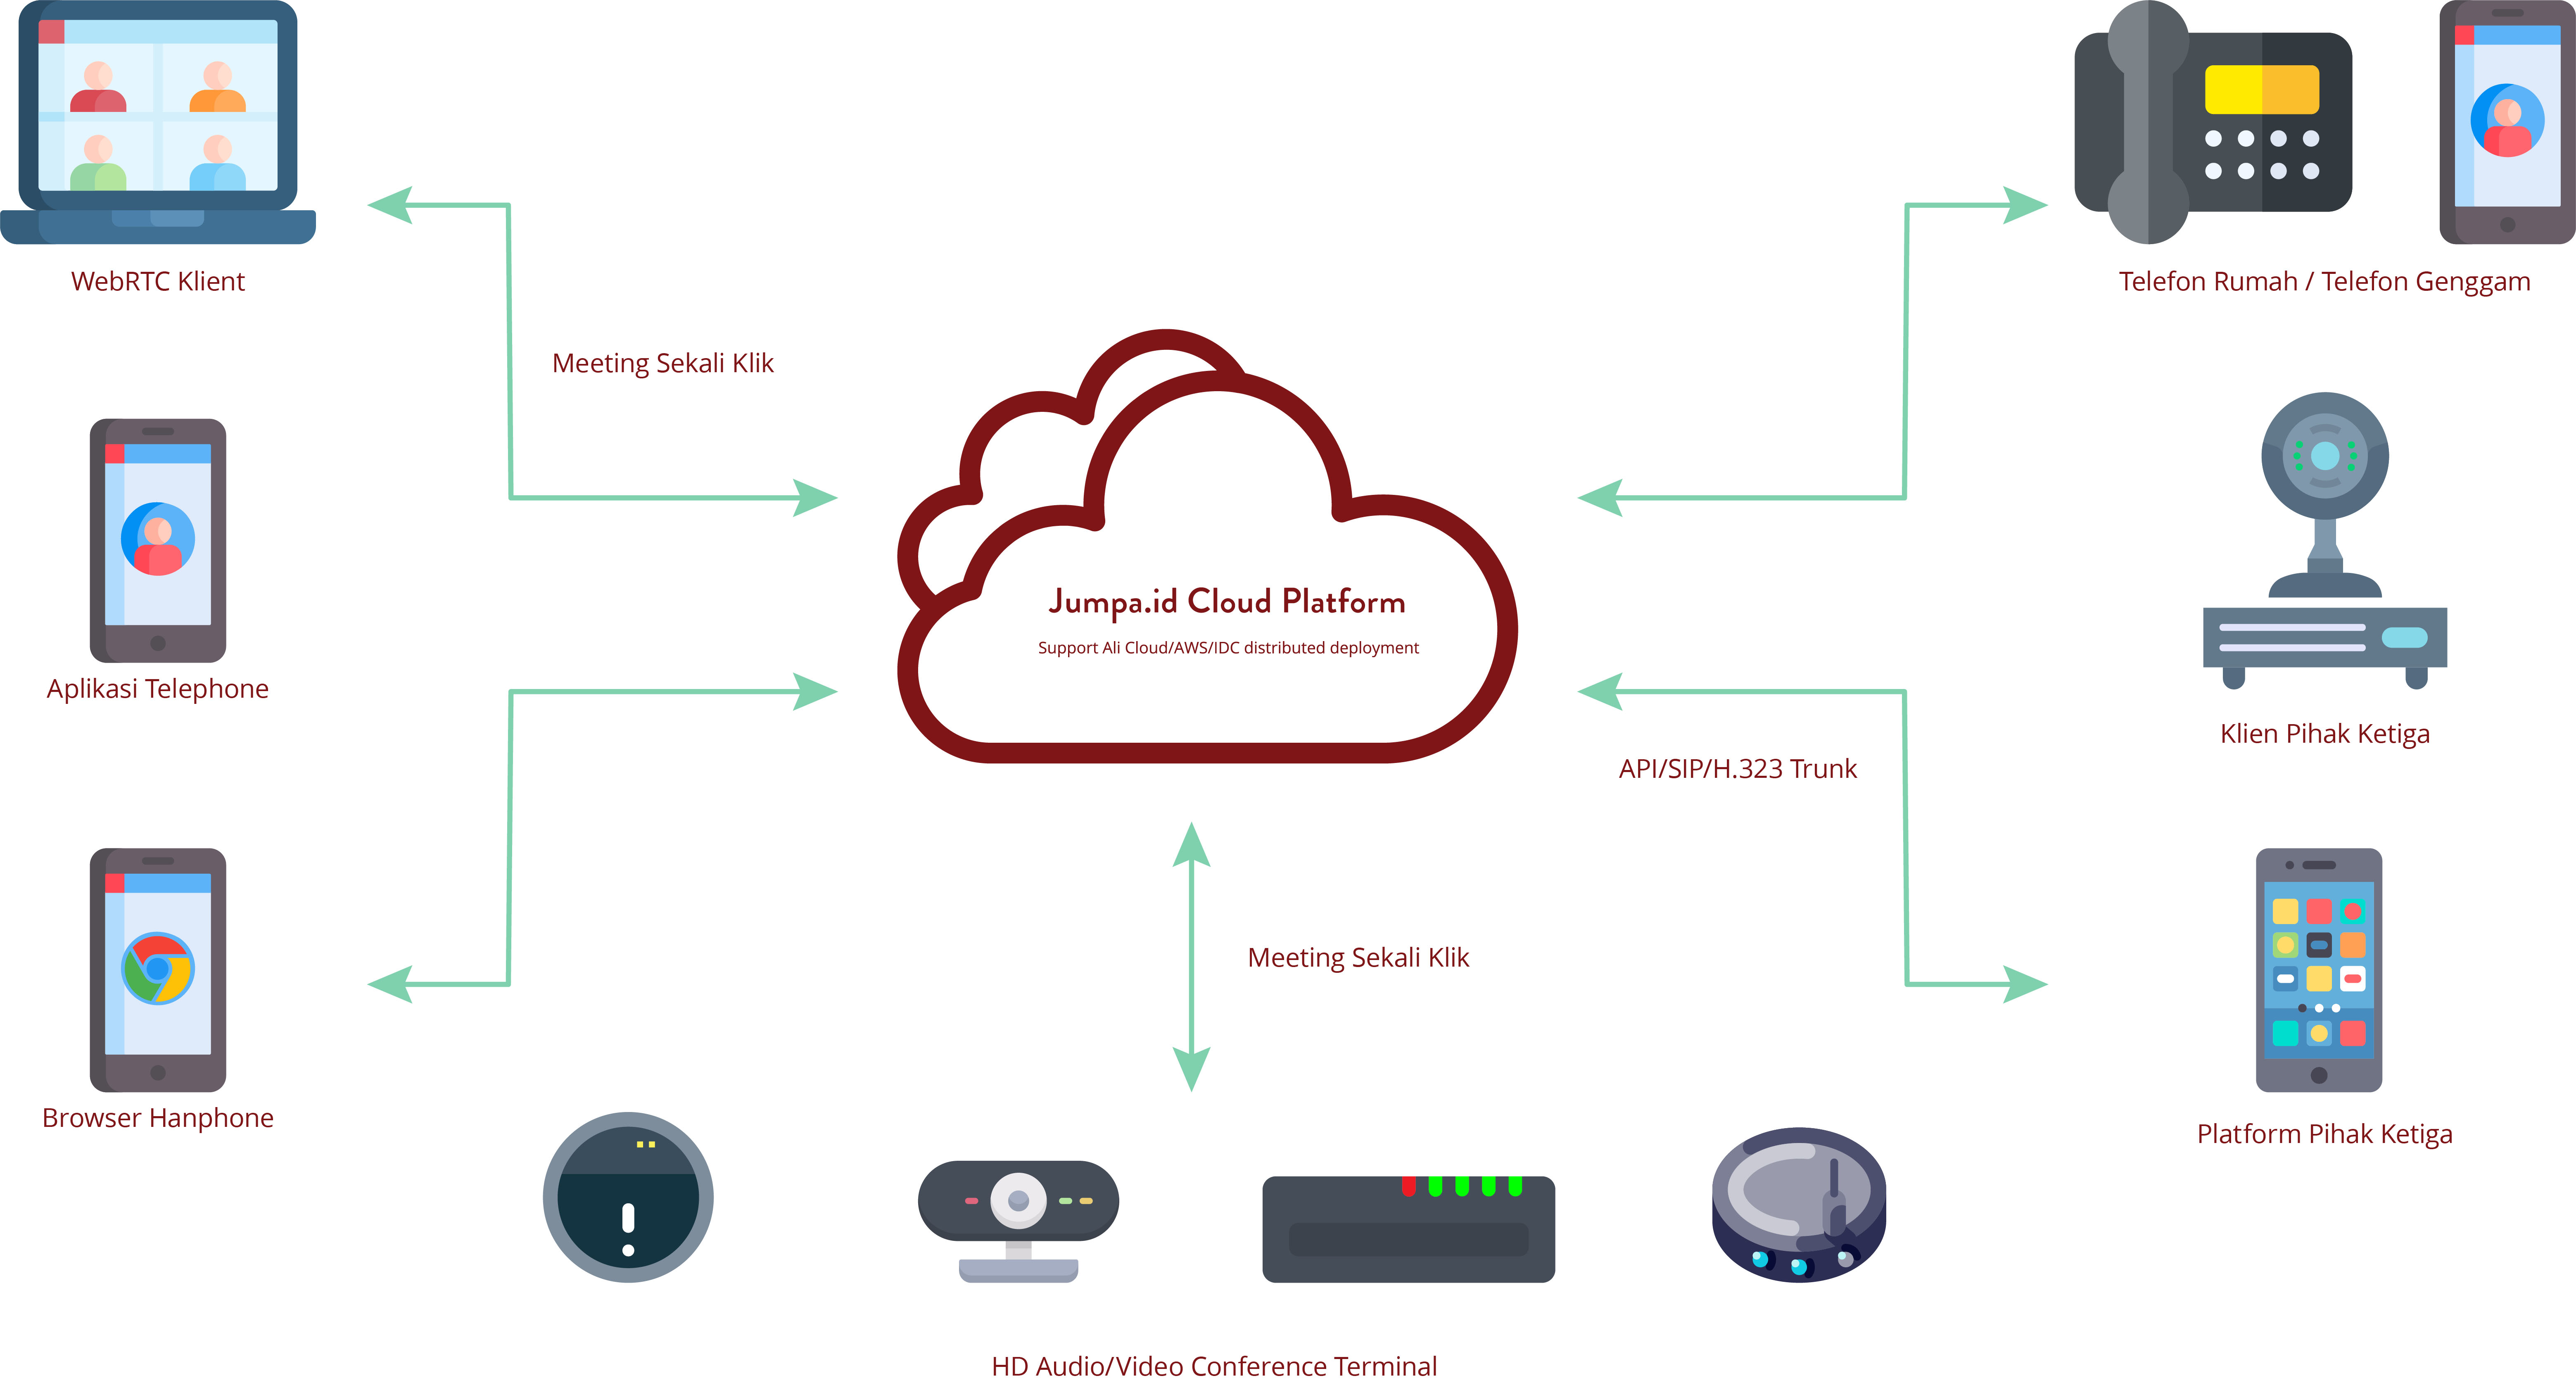 WebRTC Klient
Telefon Rumah / Telefon Genggam
Meeting Sekali Klik
Jumpa.id Cloud Platform
Support Ali Cloud/AWS/IDC distributed deployment
Aplikasi Telephone
Klien Pihak Ketiga
API/SIP/H.323 Trunk
Meeting Sekali Klik
Browser Hanphone
Platform Pihak Ketiga
HD Audio/Video Conference Terminal